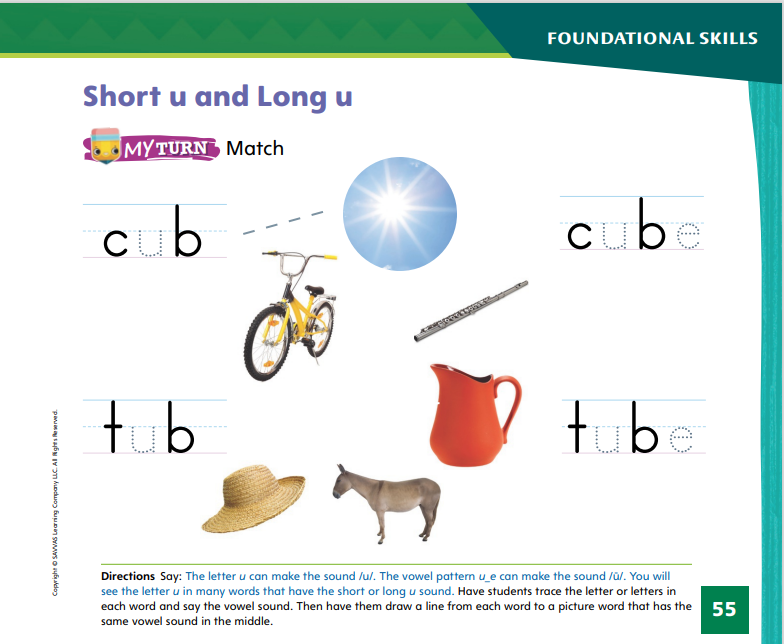 FOUNDATIONAL SKILLS
Short u and Long u
MY TURN Match
cub
cube
tub
tube
Copyright © SAVVAS Learning Company LLC. All Rights Reserved.
Directions Say: The letter u can make the sound /u/. The vowel pattern u_e can make the sound /ū/. You will
see the letter u in many words that have the short or long u sound. Have students trace the letter or letters in
each word and say the vowel sound. Then have them draw a line from each word to a picture word that has the
same vowel sound in the middle.
55